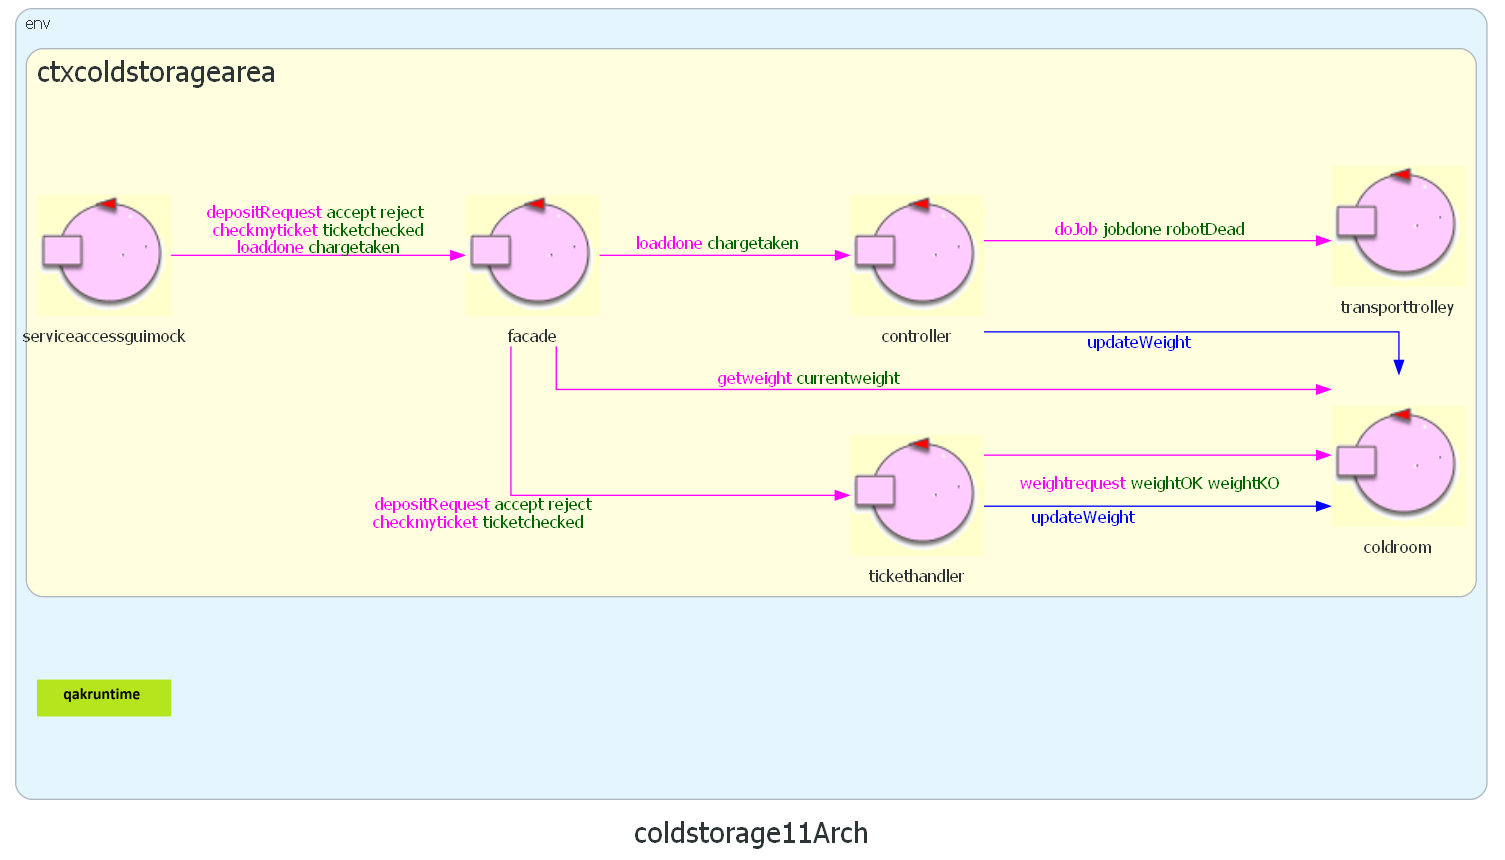 env
ctxcoldstoragearea
depositRequest accept reject
checkmyticket ticketchecked
loaddone chargetaken
loaddone chargetaken
doJob jobdone robotDead
transporttrolley
serviceaccessguimock
facade
controller
updateWeight
getweight currentweight
weightrequest weightOK weightKO
depositRequest accept reject
checkmyticket ticketchecked
updateWeight
coldroom
tickethandler
qakruntime
coldstorage11Arch